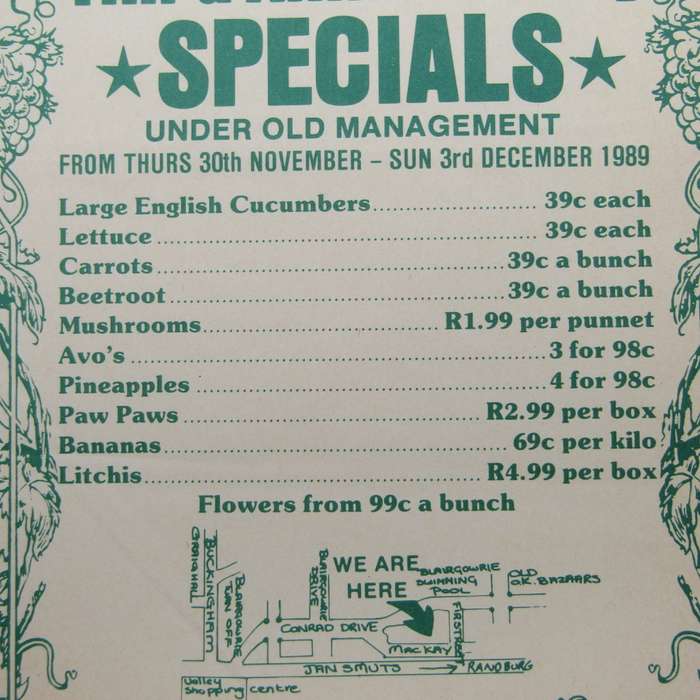 SPECIALS
UNDER OLD MANAGEMENT
FROM THURS 30th NOVEMBER – SUN 3rd DECEMBER 1989
Large English Cucumbers 39c each
Lettuce 39c each
Carrots 39c a bunch
Beetroot 39c a bunch
Mushrooms R1.99 per punnet
Avo's 3 for 98c
Pineapples 4 for 98c
Paw Paws R2.99 per box
Bananas 69c per kilo
Litchis R4.99 per box
Flowers from 99c a bunch
WE ARE HERE
CRAIGHALL
BUCKINGHAM
BLAIRGOWRIE TURN OFF
BLAIRGOWRIE DRIVE
BLAIRGOWRIE SWIMMING POOL
OLD O.K. BAZAARS
CONRAD DRIVE
FIR STREET
MACKAY
JAN SMUTS
RANDBURG
Valley Shopping centre